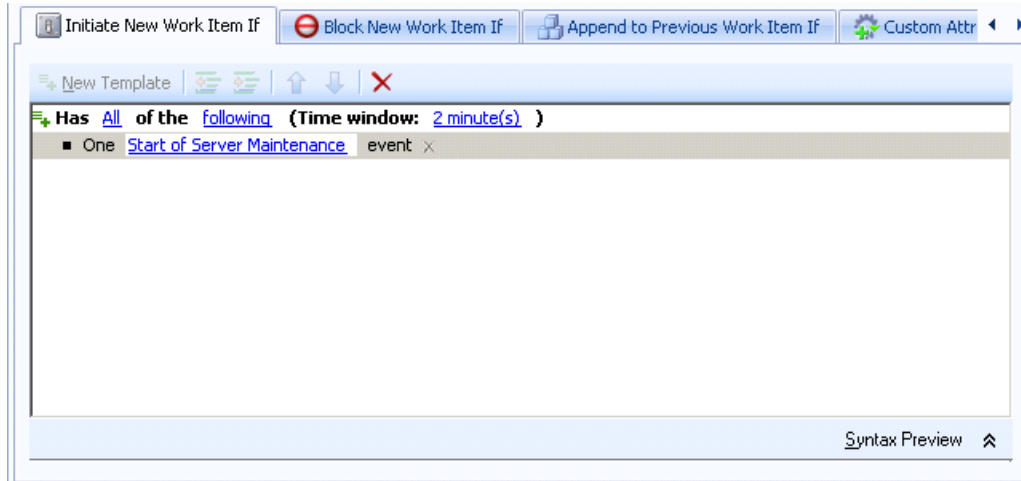 Initiate New Work Item If Block New Work Item If Append to Previous Work Item If Custom Attr
New Template
Has All of the following (Time window: 2 minute(s) )
One Start of Server Maintenance event
Syntax Preview